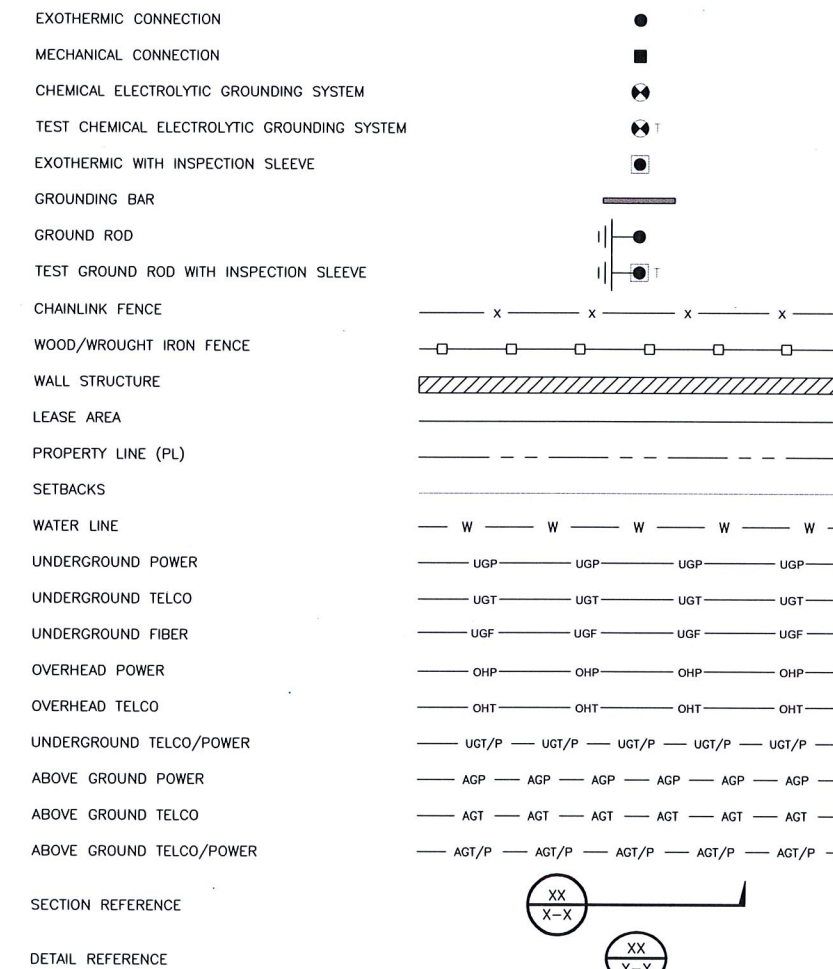 EXOTHERMIC CONNECTION
MECHANICAL CONNECTION
CHEMICAL ELECTROLYTIC GROUNDING SYSTEM
TEST CHEMICAL ELECTROLYTIC GROUNDING SYSTEM T
EXOTHERMIC WITH INSPECTION SLEEVE
GROUNDING BAR
GROUND ROD
TEST GROUND ROD WITH INSPECTION SLEEVE T
CHAINLINK FENCE X X X X
WOOD/WROUGHT IRON FENCE
WALL STRUCTURE
LEASE AREA
PROPERTY LINE (PL)
SETBACKS
WATER LINE W W W W W
UNDERGROUND POWER UGP UGP UGP UGP
UNDERGROUND TELCO UGT UGT UGT UGT
UNDERGROUND FIBER UGF UGF UGF UGF
OVERHEAD POWER OHP OHP OHP OHP
OVERHEAD TELCO OHT OHT OHT OHT
UNDERGROUND TELCO/POWER UGT/P UGT/P UGT/P UGT/P UGT/P
ABOVE GROUND POWER AGP AGP AGP AGP AGP AGP
ABOVE GROUND TELCO AGT AGT AGT AGT AGT AGT
ABOVE GROUND TELCO/POWER AGT/P AGT/P AGT/P AGT/P AGT/P
XX
SECTION REFERENCE X-X
XX
DETAIL REFERENCE X-X